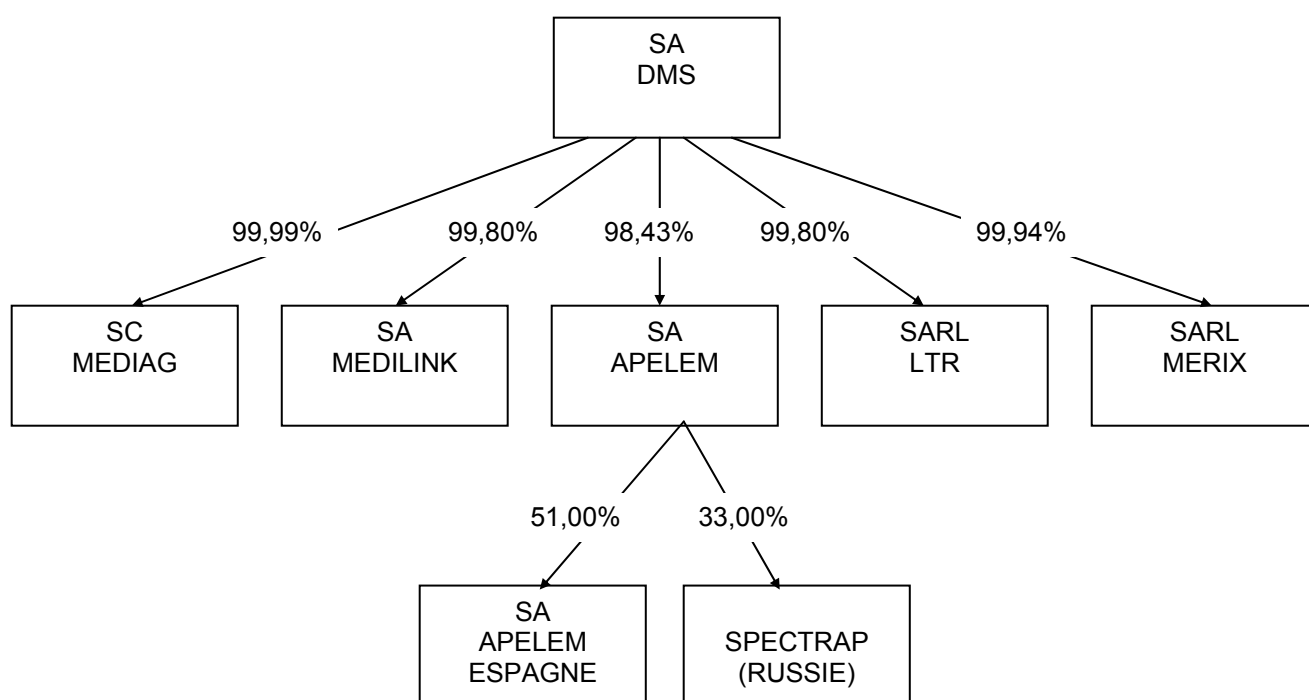 SA
DMS
99,99%
99,80%
98,43%
99,80%
99,94%
SC
MEDIAG
SA
MEDILINK
SA
APELEM
SARL
LTR
SARL
MERIX
51,00%
33,00%
SA
APELEM
ESPAGNE
SPECTRAP
(RUSSIE)